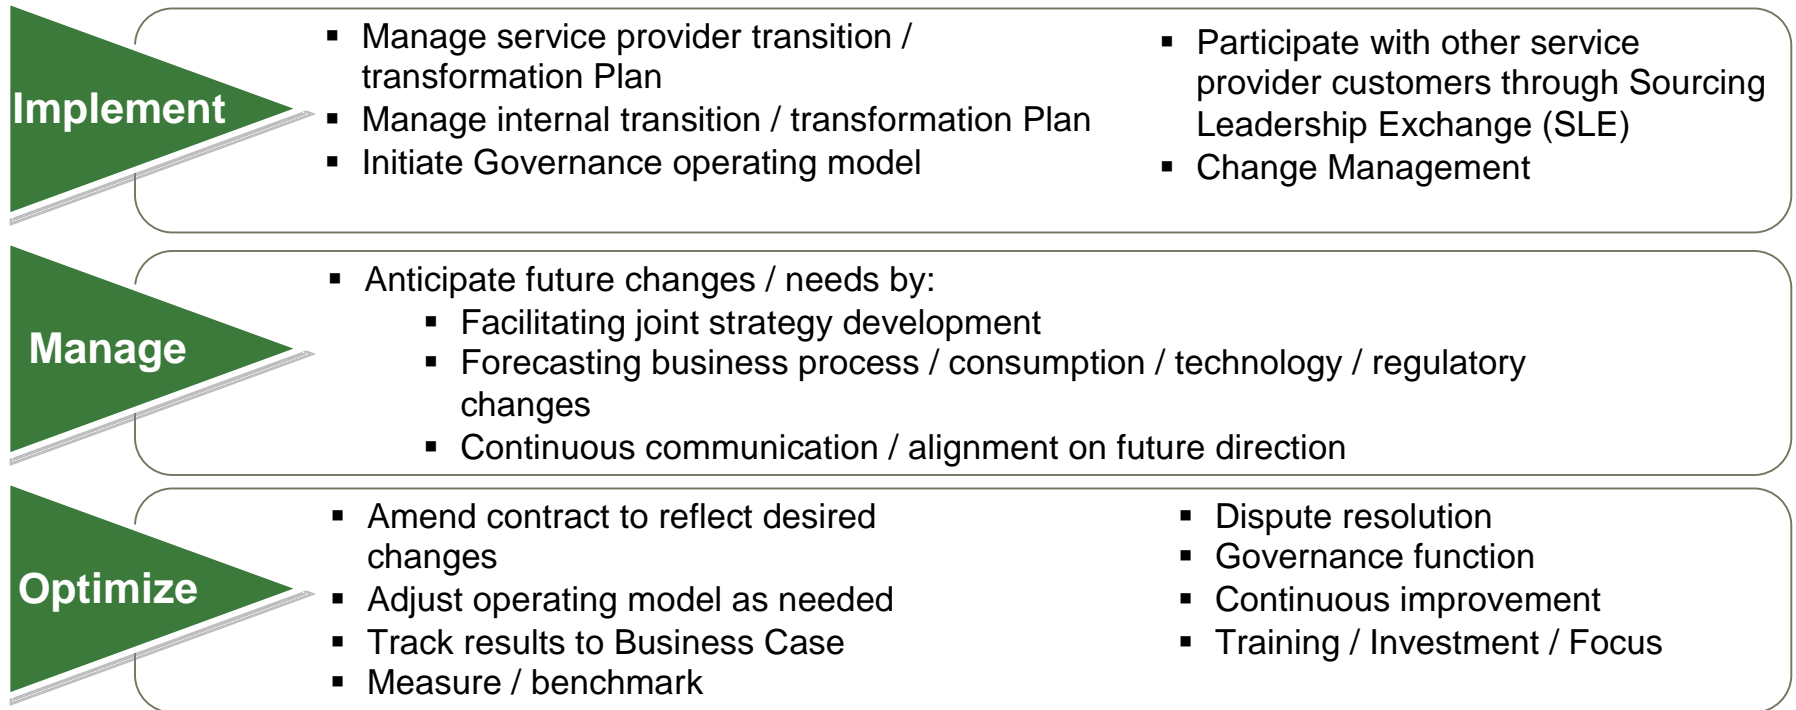 Implement
▪ Manage service provider transition /
transformation Plan
▪ Manage internal transition / transformation Plan
▪ Initiate Governance operating model
▪ Participate with other service
provider customers through Sourcing
Leadership Exchange (SLE)
▪ Change Management
Manage
▪ Anticipate future changes / needs by:
▪ Facilitating joint strategy development
▪ Forecasting business process / consumption / technology / regulatory
changes
▪ Continuous communication / alignment on future direction
Optimize
▪ Amend contract to reflect desired
changes
▪ Adjust operating model as needed
▪ Track results to Business Case
▪ Measure / benchmark
▪ Dispute resolution
▪ Governance function
▪ Continuous improvement
▪ Training / Investment / Focus